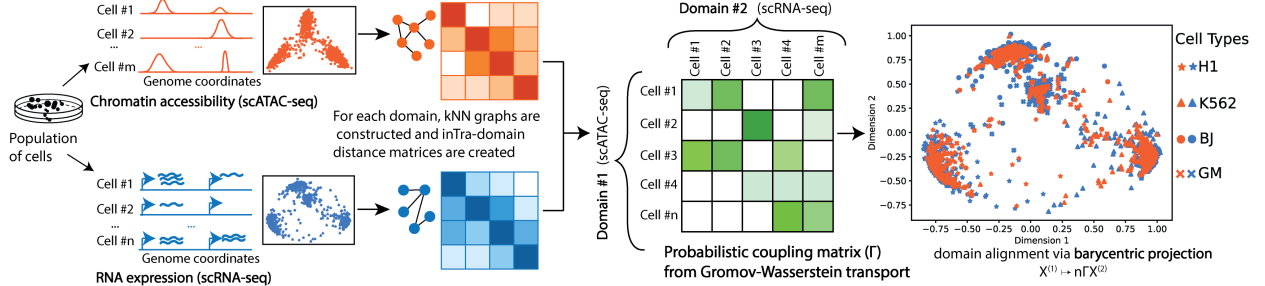 Cell #1
Cell #2
...
...
Cell #m
Genome coordinates
Chromatin accessibility (scATAC-seq)
Population
of cells
Cell #1
Cell #2
...
...
Cell #n
Genome coordinates
RNA expression (scRNA-seq)
For each domain, kNN graphs are
constructed and inTra-domain
distance matrices are created
Domain #2 (scRNA-seq)
Cell #1
Cell #2
Cell #3
Cell #4
Cell #m
Domain #1 (scATAC-seq)
Cell #1
Cell #2
Cell #3
Cell #4
Cell #n
Probabilistic coupling matrix (Γ)
from Gromov-Wasserstein transport
Dimension 2
1.00
0.75
0.50
0.25
0.00
−0.25
−0.50
−0.75
−0.75 −0.50 −0.25 0.00 0.25 0.50 0.75 1.00
Dimension 1
Cell Types
H1
K562
BJ
GM
domain alignment via barycentric projection
X⁽¹⁾ ↦ nΓX⁽²⁾